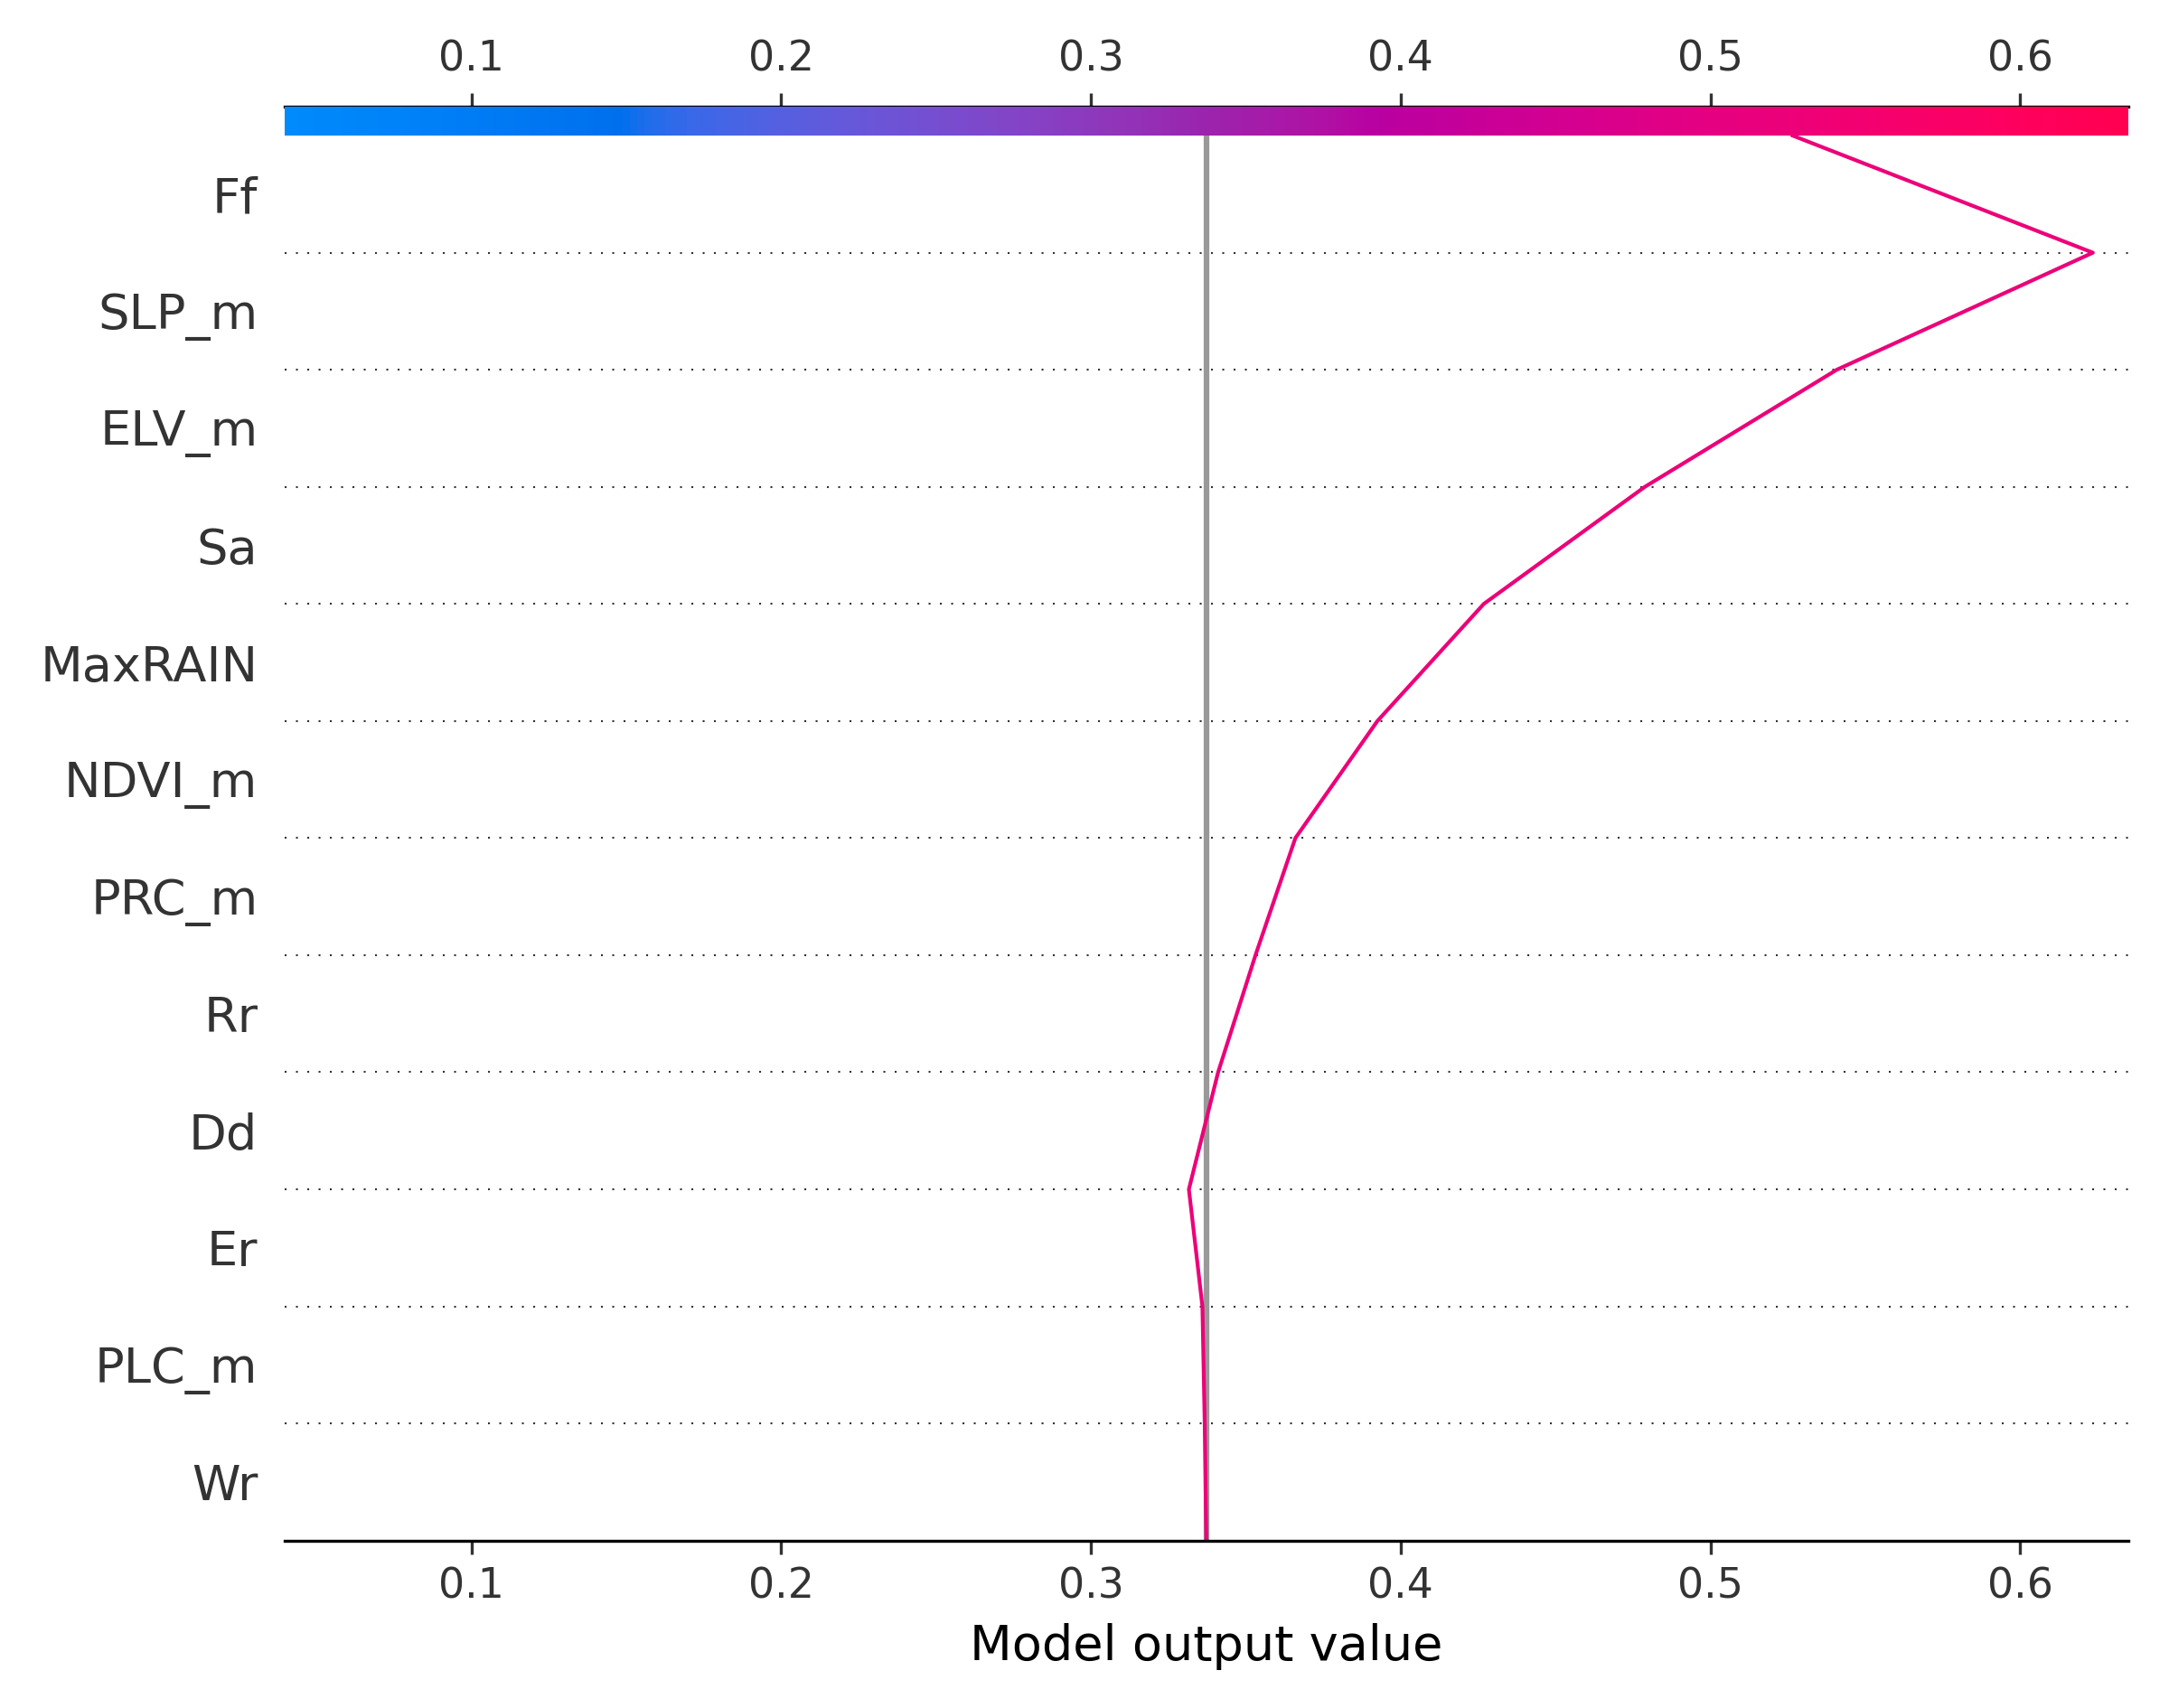 0.1 0.2 0.3 0.4 0.5 0.6
Ff
SLP_m
ELV_m
Sa
MaxRAIN
NDVI_m
PRC_m
Rr
Dd
Er
PLC_m
Wr
0.1 0.2 0.3 0.4 0.5 0.6
Model output value